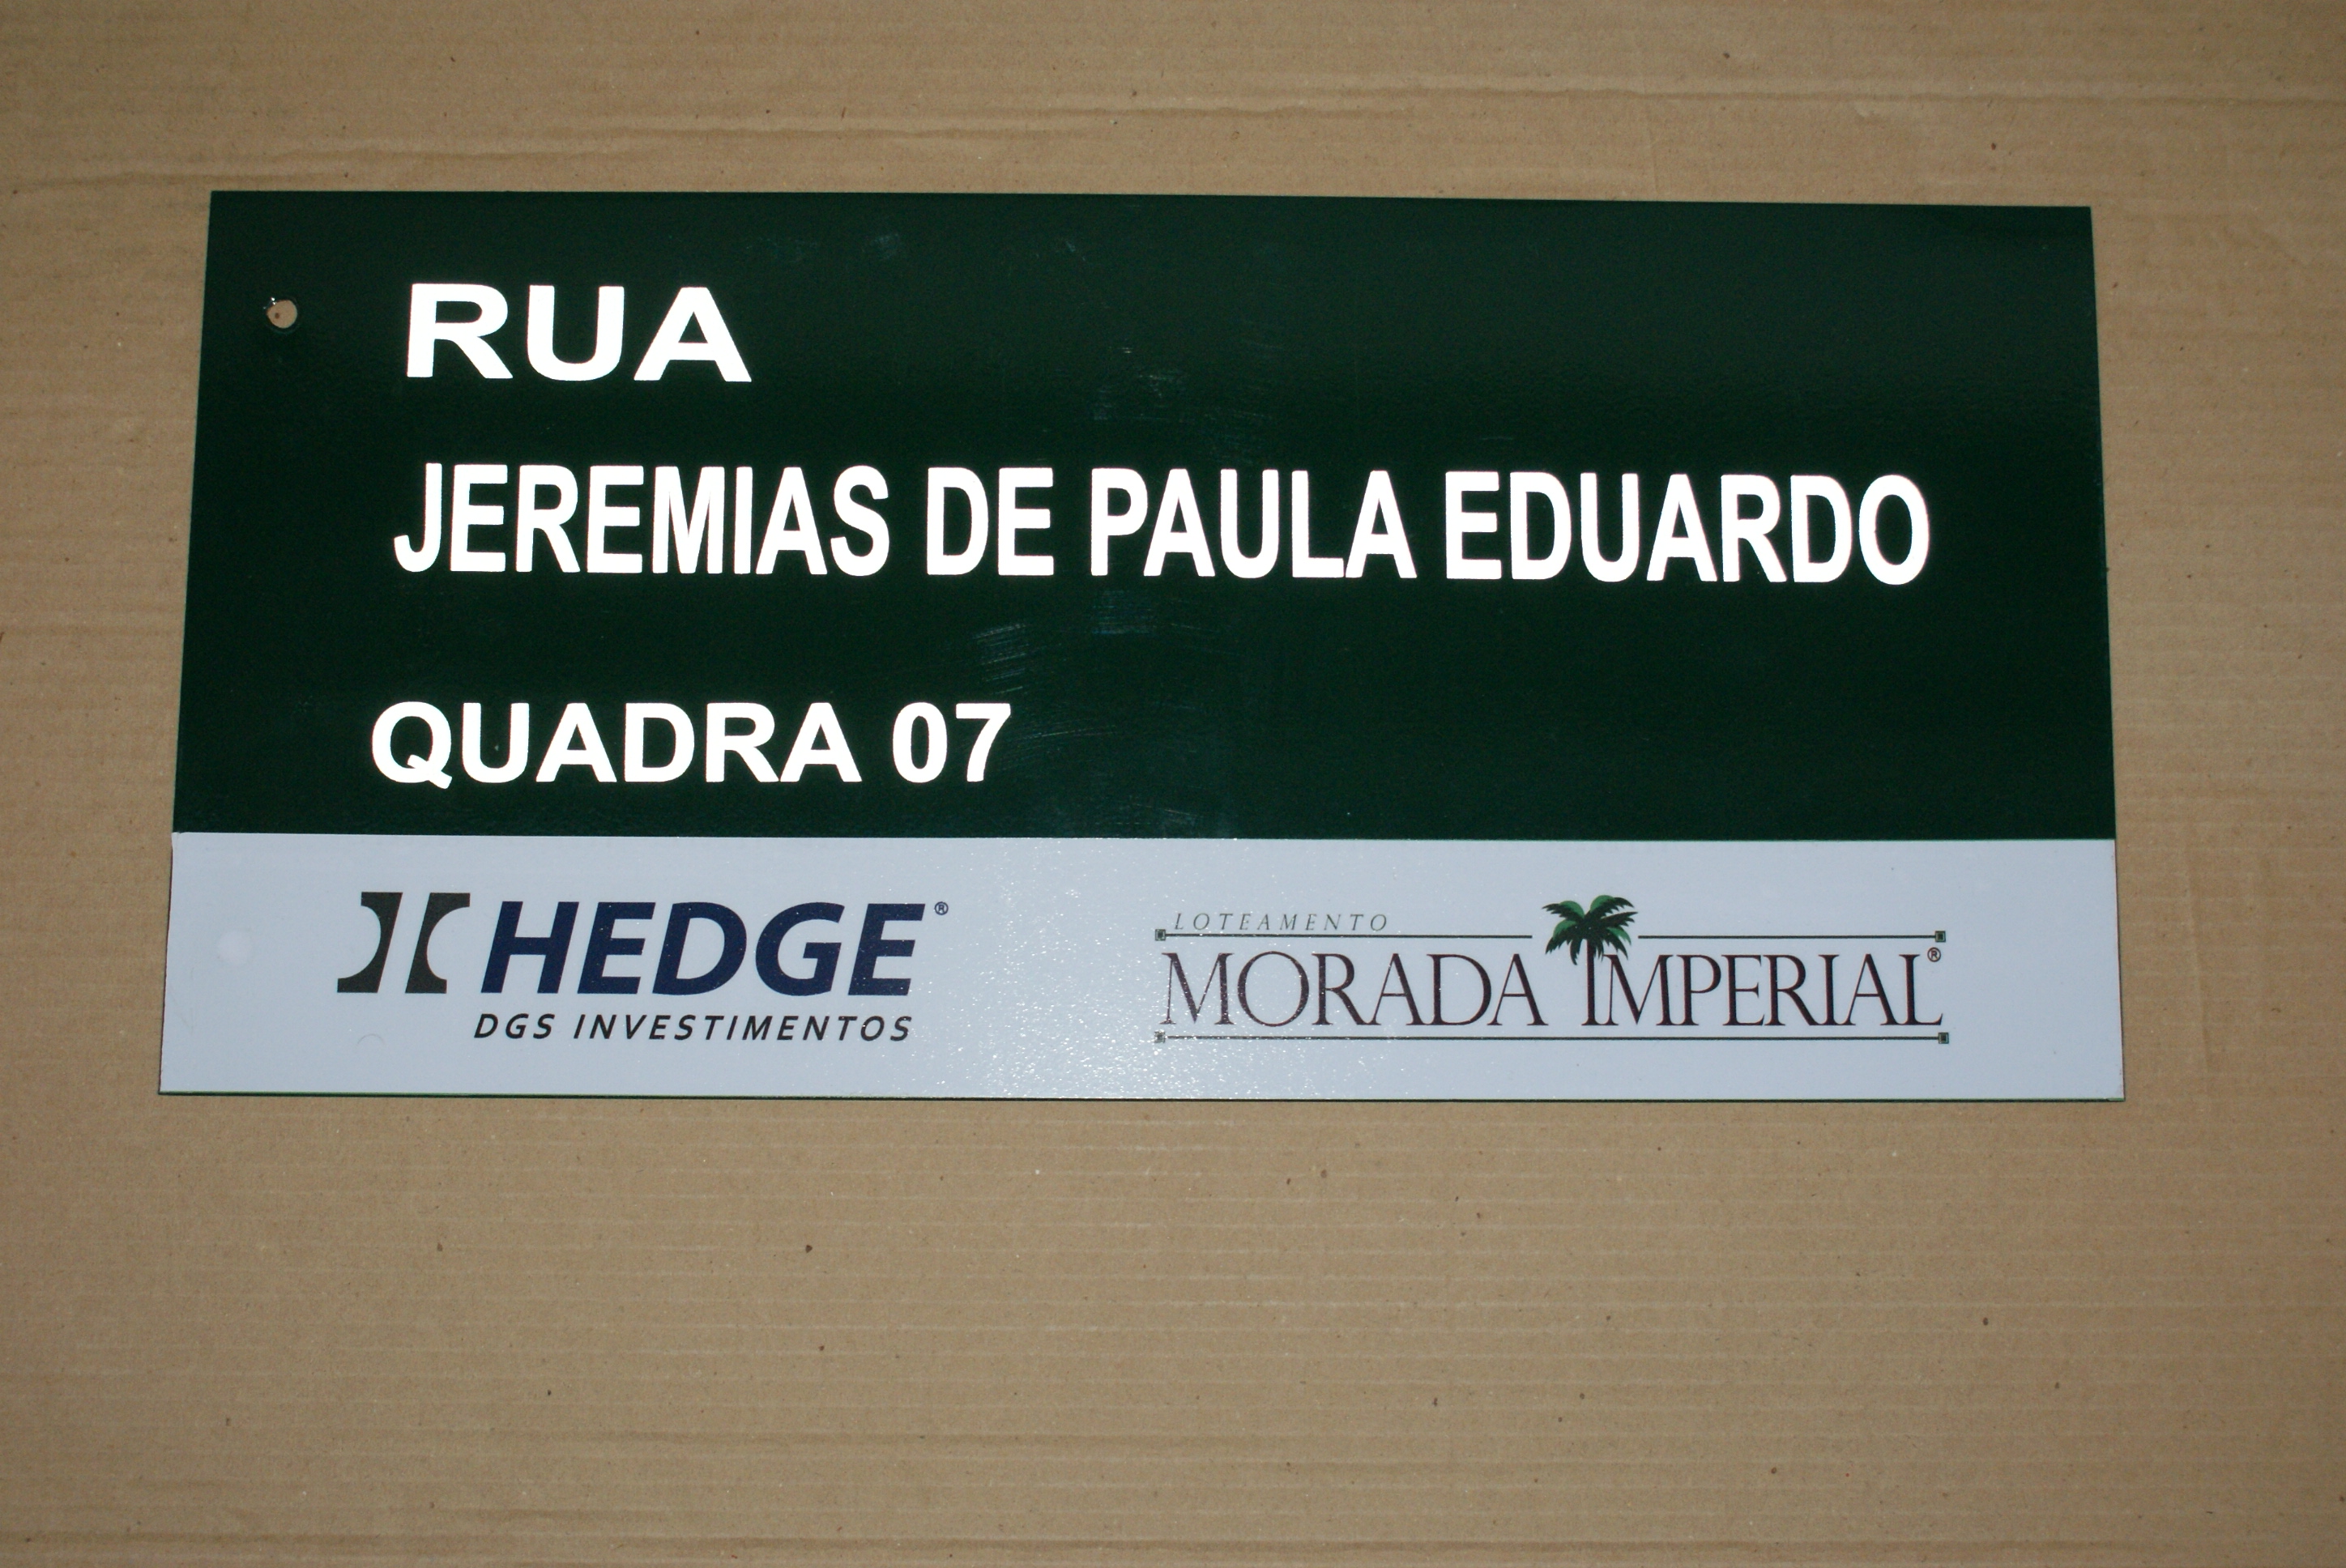 RUA
JEREMIAS DE PAULA EDUARDO
QUADRA 07
HEDGE®
DGS INVESTIMENTOS
LOTEAMENTO
MORADA IMPERIAL®